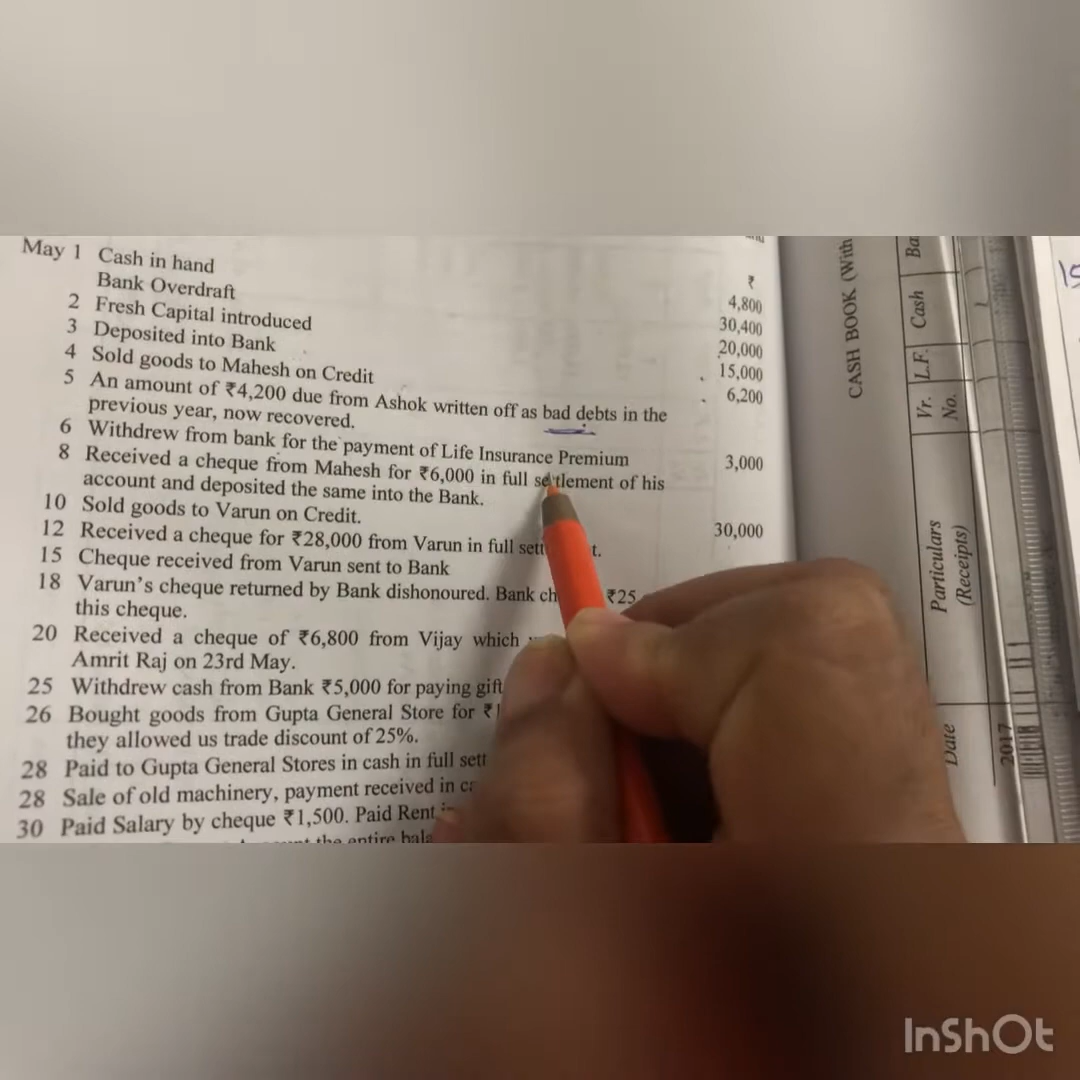 May 1 Cash in hand
₹
4,800
Bank Overdraft
30,400
2 Fresh Capital introduced
20,000
3 Deposited into Bank
15,000
4 Sold goods to Mahesh on Credit
6,200
5 An amount of ₹4,200 due from Ashok written off as bad debts in the
previous year, now recovered.
6 Withdrew from bank for the payment of Life Insurance Premium
3,000
8 Received a cheque from Mahesh for ₹6,000 in full settlement of his
account and deposited the same into the Bank.
10 Sold goods to Varun on Credit.
30,000
12 Received a cheque for ₹28,000 from Varun in full
15 Cheque received from Varun sent to Bank
18 Varun's cheque returned by Bank dishonoured. Bank ₹25
this cheque.
20 Received a cheque of ₹6,800 from Vijay which
Amrit Raj on 23rd May.
25 Withdrew cash from Bank ₹5,000 for paying gift
26 Bought goods from Gupta General Store for ₹
they allowed us trade discount of 25%.
28 Paid to Gupta General Stores in cash in full
28 Sale of old machinery, payment received in
30 Paid Salary by cheque ₹1,500. Paid Rent
the entire
CASH BOOK (With
Date
Particulars
(Receipts)
Vr.
No.
L.F.
Cash
2017
InShOt